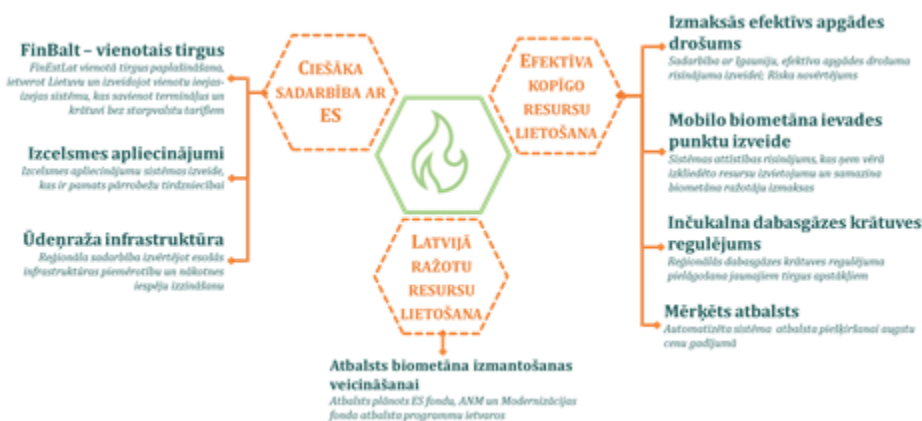 FinBalt – vienotais tirgus
FinEstLat vienotā tirgus paplašināšana,
ietverot Lietuvu un izveidojot vienotu ieejas-
izejas sistēmu, kas savienot termināļus un
krātuvi bez starpvalstu tarifiem
Izcelsmes apliecinājumi
Izcelsmes apliecinājumu sistēmas izveide,
kas ir pamats pārrobežu tirdzniecībai
Ūdeņraža infrastruktūra
Reģionāla sadarbība izvērtējot esošās
infrastruktūras piemērotību un nākotnes
iespēju izzināšanu
CIEŠĀKA
SADARBĪBA AR
ES
EFEKTĪVA
KOPĪGO
RESURSU
LIETOŠANA
LATVIJĀ
RAŽOTU
RESURSU
LIETOŠANA
Atbalsts biometāna izmantošanas
veicināšanai
Atbalsts plānots ES fondu, ANM un Modernizācijas
fonda atbalsta programmu ietvaros
Izmaksās efektīvs apgādes
drošums
Sadarbība ar Igauniju, efektīva apgādes drošuma
risinājuma izveidei; Riska novērtējums
Mobilo biometāna ievades
punktu izveide
Sistēmas attīstības risinājums, kas ņem vērā
izkliedēto resursu izvietojumu un samazina
biometāna ražotāju izmaksas
Inčukalna dabasgāzes krātuves
regulējums
Reģionālās dabasgāzes krātuves regulējuma
pielāgošana jaunajiem tirgus apstākļiem
Mērķēts atbalsts
Automatizēta sistēma atbalsta piešķiršanai augstu
cenu gadījumā